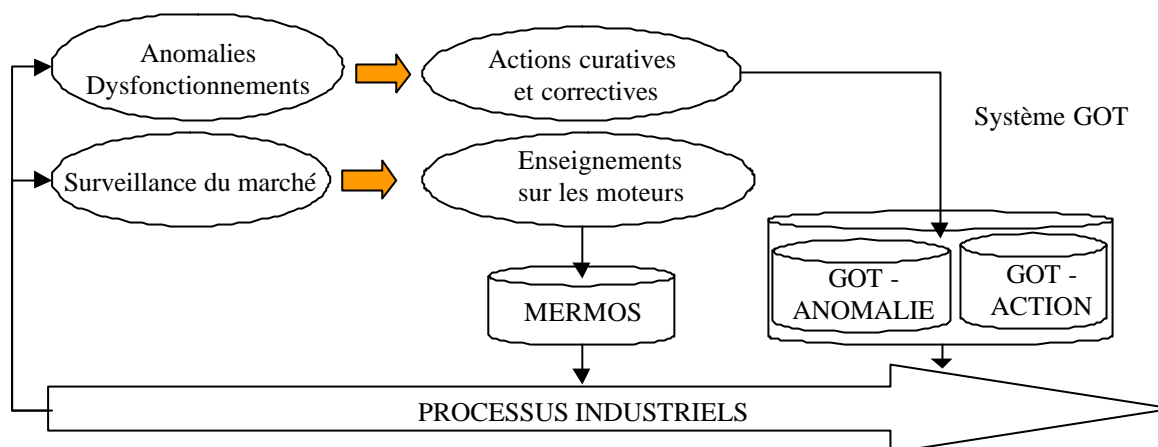 Anomalies
Dysfonctionnements
Actions curatives
et correctives
Système GOT
Surveillance du marché
Enseignements
sur les moteurs
MERMOS
GOT -
ANOMALIE
GOT -
ACTION
PROCESSUS INDUSTRIELS